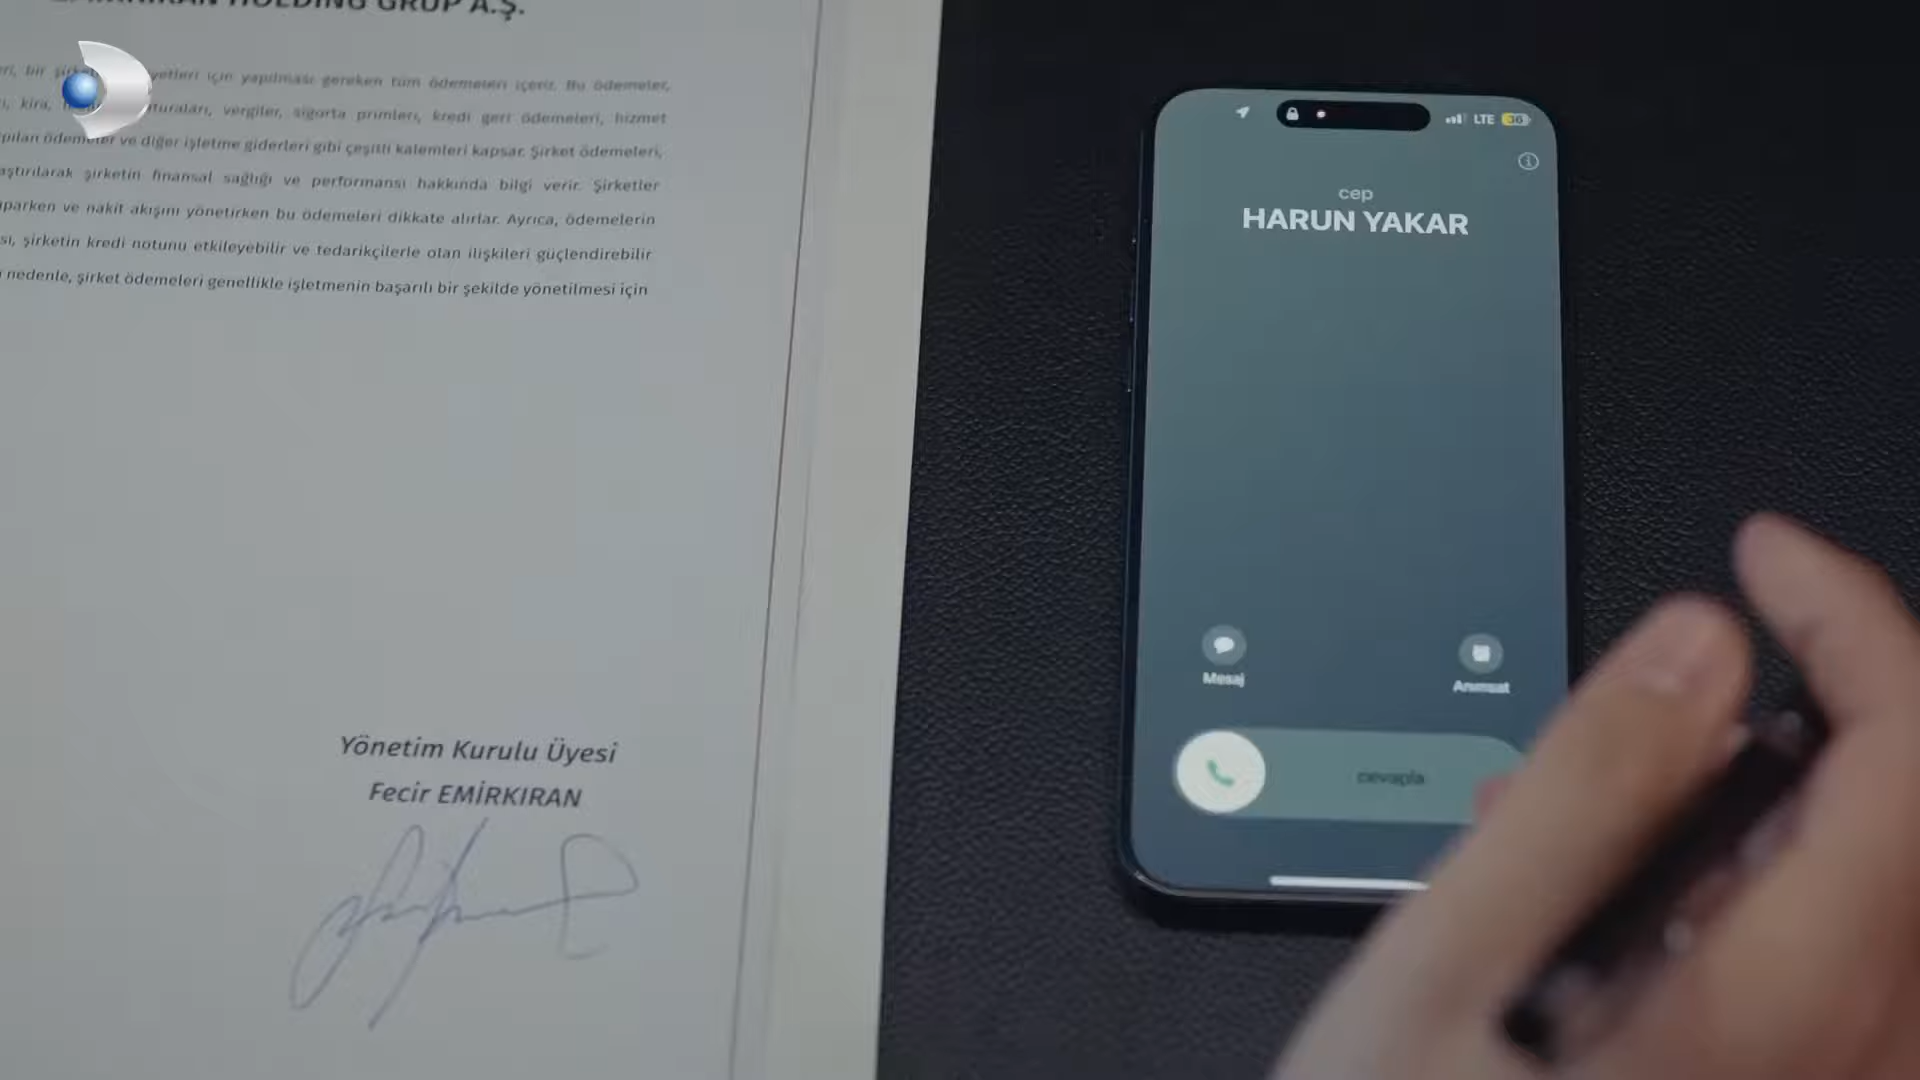 HOLDİNG GRUP A.Ş.
için yapılması gereken tüm ödemeleri içerir. Bu ödemeler,
kira, vergiler, sigorta primleri, kredi geri ödemeleri, hizmet
ödemeler ve diğer işletme giderleri gibi çeşitli kalemleri kapsar. Şirket ödemeleri,
şirketin finansal sağlığı ve performansı hakkında bilgi verir. Şirketler
ve nakit akışını yönetirken bu ödemeleri dikkate alırlar. Ayrıca, ödemelerin
şirketin kredi notunu etkileyebilir ve tedarikçilerle olan ilişkileri güçlendirebilir
nedenle, şirket ödemeleri genellikle işletmenin başarılı bir şekilde yönetilmesi için
Yönetim Kurulu Üyesi
Fecir EMİRKIRAN
LTE 36
cep
HARUN YAKAR
Mesaj
Anımsat
cevapla